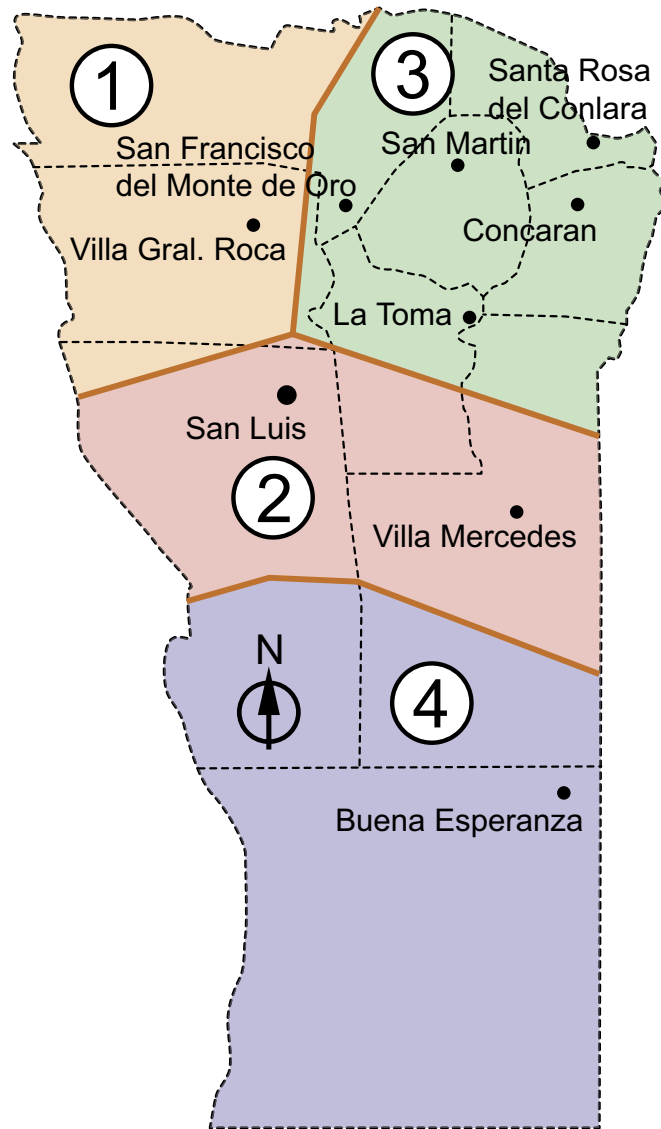 1
3
Santa Rosa
del Conlara
San Francisco
del Monte de Oro
San Martin
Villa Gral. Roca
Concaran
La Toma
San Luis
2
Villa Mercedes
N
4
Buena Esperanza